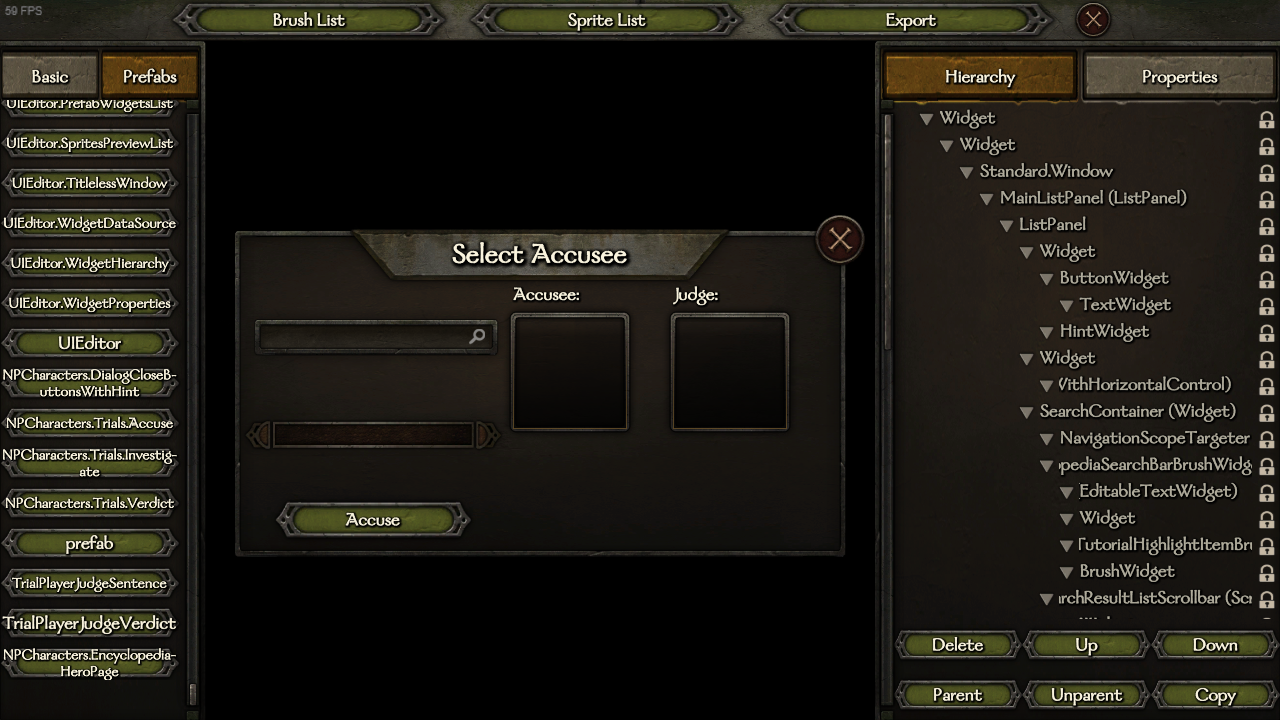 59 FPS
Brush List
Sprite List
Export
Basic
Prefabs
UIEditor.PrefabWidgetsList
UIEditor.SpritesPreviewList
UIEditor.TitlelessWindow
UIEditor.WidgetDataSource
UIEditor.WidgetHierarchy
UIEditor.WidgetProperties
UIEditor
NPCharacters.DialogCloseB-
uttonsWithHint
NPCharacters.Trials.Accuse
NPCharacters.Trials.Investig-
ate
NPCharacters.Trials.Verdict
prefab
TrialPlayerJudgeSentence
TrialPlayerJudgeVerdict
NPCharacters.Encyclopedia-
HeroPage
Select Accusee
Accusee:
Judge:
Accuse
Hierarchy
Properties
Widget
Widget
Standard.Window
MainListPanel (ListPanel)
ListPanel
Widget
ButtonWidget
TextWidget
HintWidget
Widget
WithHorizontalControl)
SearchContainer (Widget)
NavigationScopeTargeter
pediaSearchBarBrushWidg
EditableTextWidget)
Widget
TutorialHighlightItemBru
BrushWidget
rchResultListScrollbar (Scr
Delete
Up
Down
Parent
Unparent
Copy